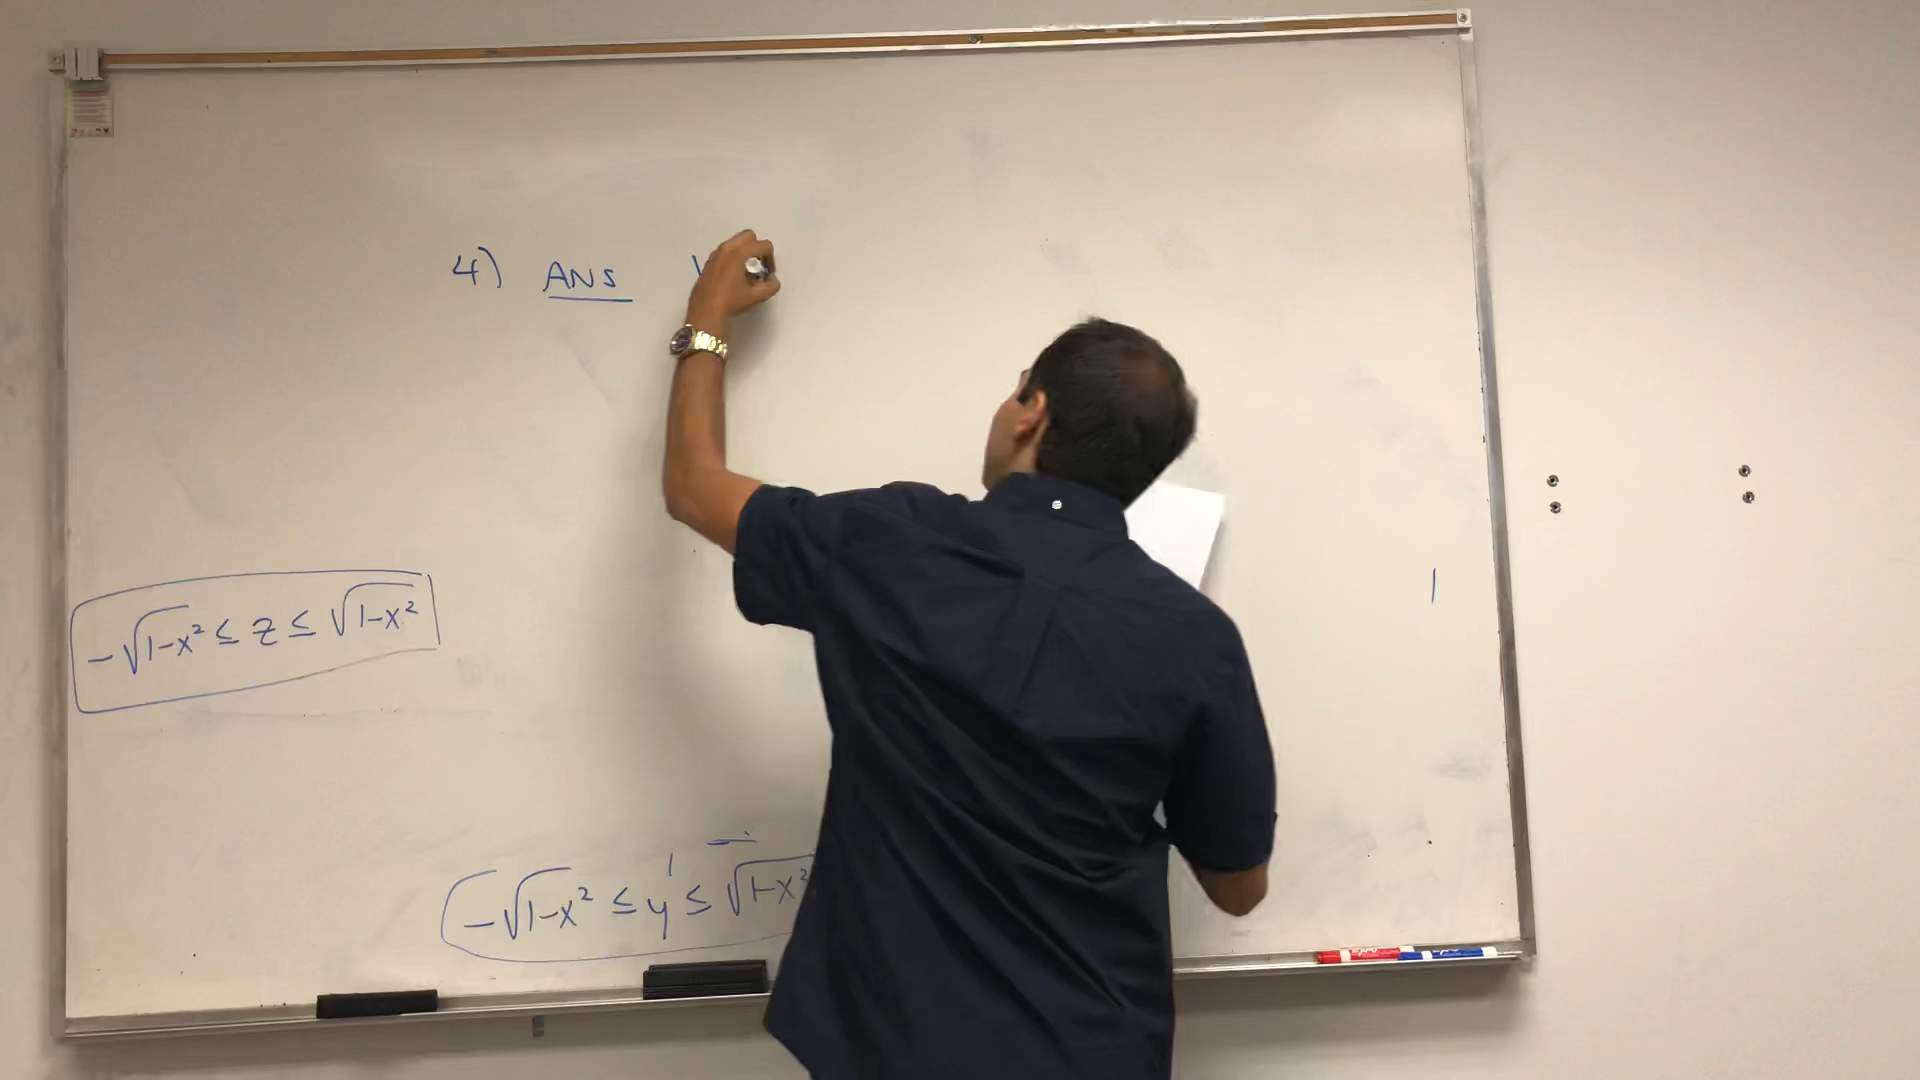 4) ANS
-√1-x² ≤ z ≤ √1-x²
-√1-x² ≤ y ≤ √1-x²